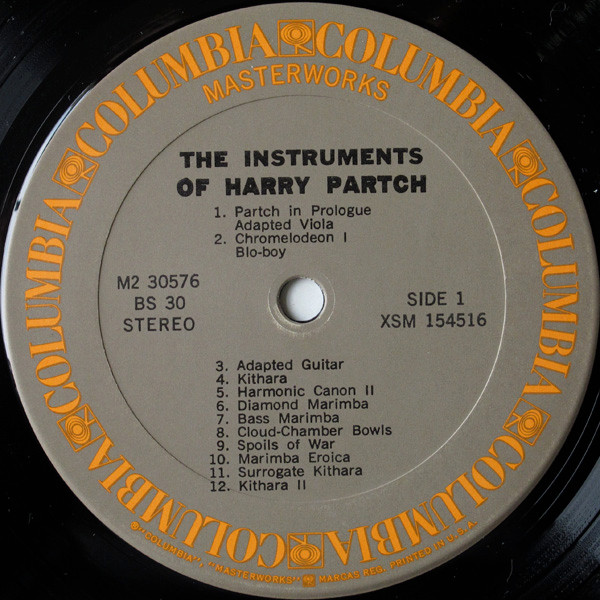 COLUMBIA COLUMBIA COLUMBIA COLUMBIA COLUMBIA COLUMBIA COLUMBIA COLUMBIA
MASTERWORKS
THE INSTRUMENTS
OF HARRY PARTCH
1. Partch in Prologue
Adapted Viola
2. Chromelodeon I
Blo-boy
M2 30576
BS 30
STEREO
SIDE 1
XSM 154516
3. Adapted Guitar
4. Kithara
5. Harmonic Canon II
6. Diamond Marimba
7. Bass Marimba
8. Cloud-Chamber Bowls
9. Spoils of War
10. Marimba Eroica
11. Surrogate Kithara
12. Kithara II
℗"COLUMBIA", "MASTERWORKS" MARCAS REG. PRINTED IN U.S.A.